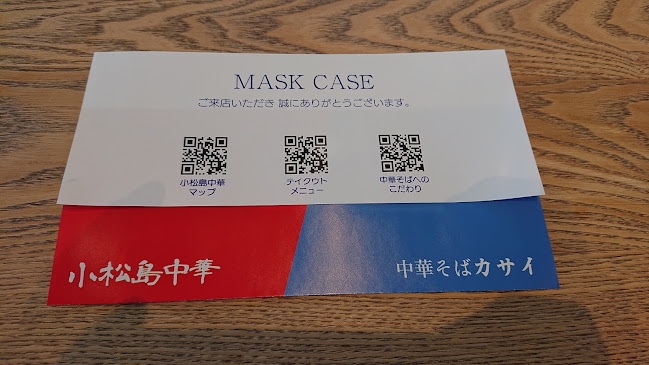 MASK CASE
ご来店いただき 誠にありがとうございます。
小松島中華
マップ
テイクアウト
メニュー
中華そばへの
こだわり
小松島中華
中華そばカサイ